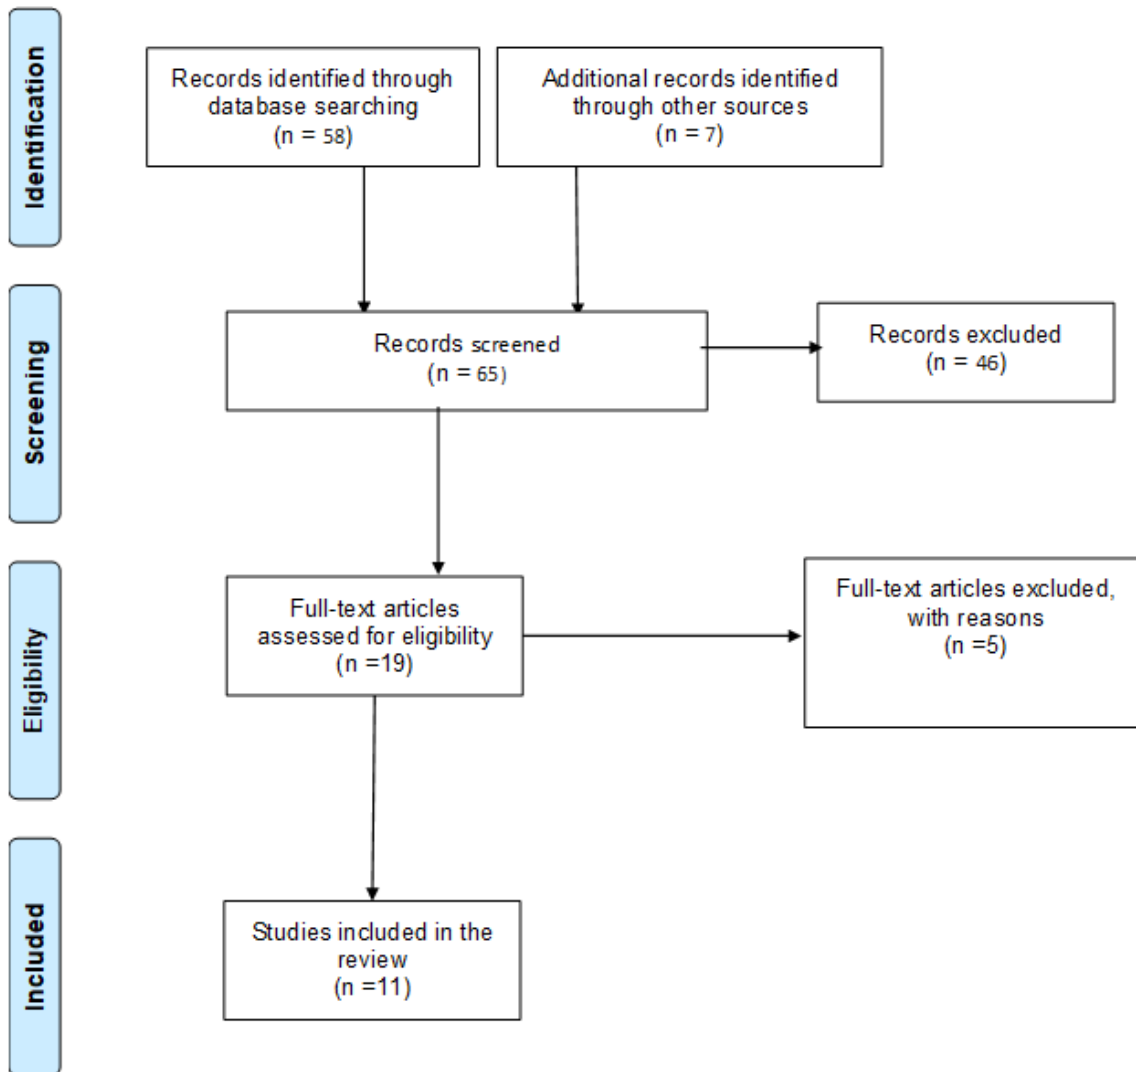 Identification
Records identified through
database searching
(n = 58)
Additional records identified
through other sources
(n = 7)
Screening
Records screened
(n = 65)
Records excluded
(n = 46)
Eligibility
Full-text articles
assessed for eligibility
(n =19)
Full-text articles excluded,
with reasons
(n =5)
Included
Studies included in the
review
(n =11)